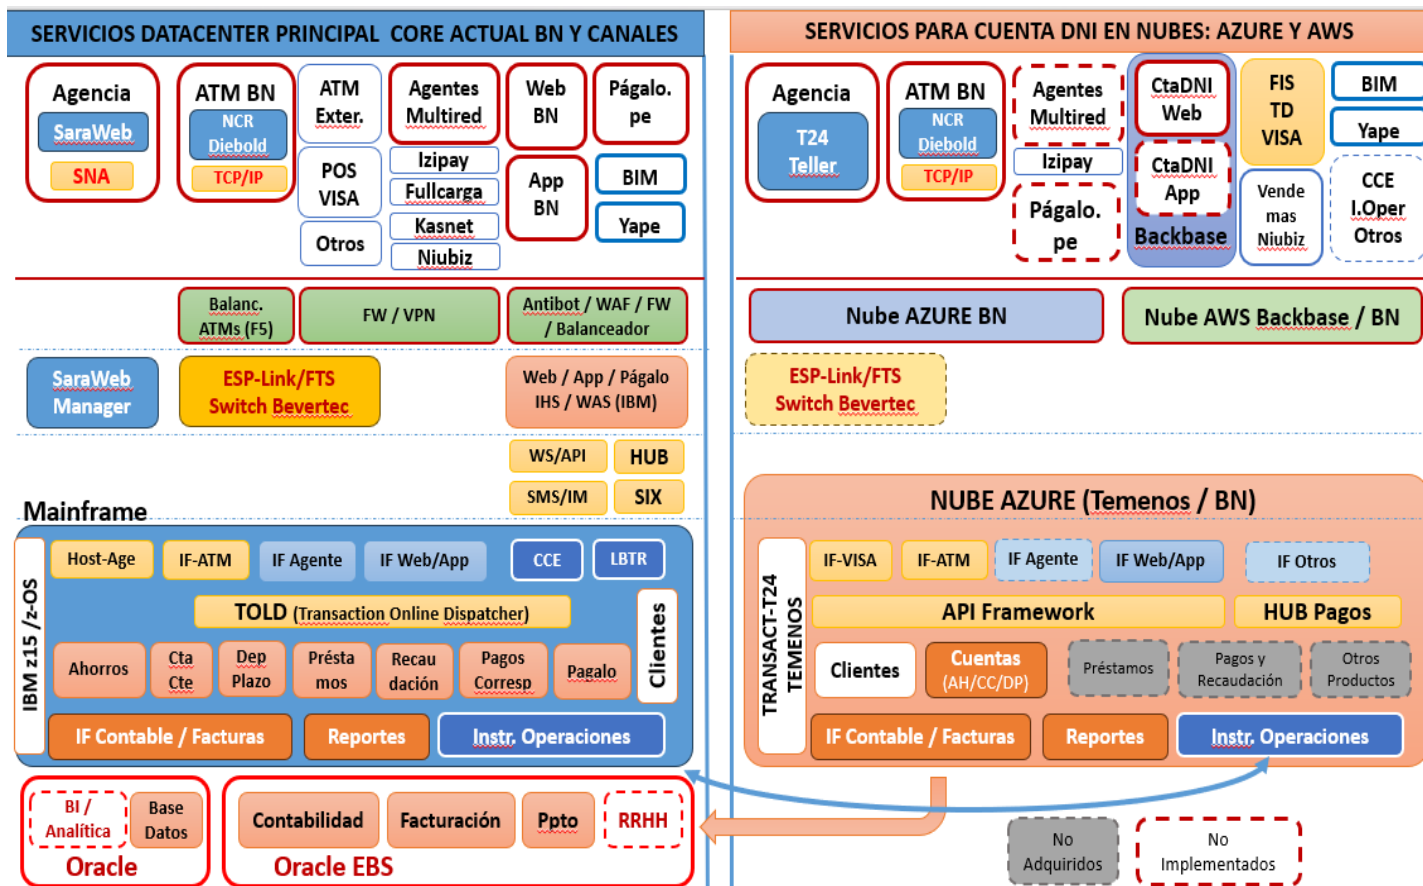 SERVICIOS DATACENTER PRINCIPAL CORE ACTUAL BN Y CANALES
Agencia
SaraWeb
SNA
ATM BN
NCR
Diebold
TCP/IP
ATM
Exter.
POS
VISA
Otros
Agentes
Multired
Izipay
Fullcarga
Kasnet
Niubiz
Web
BN
App
BN
Págalo.
pe
BIM
Yape
Balanc.
ATMs (F5)
FW / VPN
Antibot / WAF / FW
/ Balanceador
SaraWeb
Manager
ESP-Link/FTS
Switch Bevertec
Web / App / Págalo
IHS / WAS (IBM)
WS/API
HUB
SMS/IM
SIX
Mainframe
IBM z15 /z-OS
Host-Age
IF-ATM
IF Agente
IF Web/App
CCE
LBTR
TOLD (Transaction Online Dispatcher)
Clientes
Ahorros
Cta
Cte
Dep
Plazo
Présta
mos
Recau
dación
Pagos
Corresp
Pagalo
IF Contable / Facturas
Reportes
Instr. Operaciones
BI /
Analítica
Base
Datos
Oracle
Contabilidad
Facturación
Ppto
RRHH
Oracle EBS
SERVICIOS PARA CUENTA DNI EN NUBES: AZURE Y AWS
Agencia
T24
Teller
ATM BN
NCR
Diebold
TCP/IP
Agentes
Multired
Izipay
Págalo.
pe
CtaDNI
Web
CtaDNI
App
Backbase
FIS
TD
VISA
Vende
mas
Niubiz
BIM
Yape
CCE
I.Oper
Otros
Nube AZURE BN
Nube AWS Backbase / BN
ESP-Link/FTS
Switch Bevertec
NUBE AZURE (Temenos / BN)
TRANSACT-T24
TEMENOS
IF-VISA
IF-ATM
IF Agente
IF Web/App
IF Otros
API Framework
HUB Pagos
Clientes
Cuentas
(AH/CC/DP)
Préstamos
Pagos y
Recaudación
Otros
Productos
IF Contable / Facturas
Reportes
Instr. Operaciones
No
Adquiridos
No
Implementados